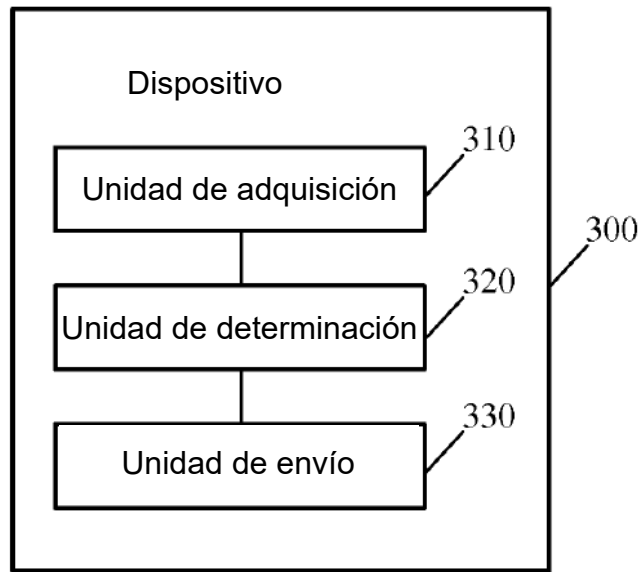 Dispositivo
310
Unidad de adquisición
300
320
Unidad de determinación
330
Unidad de envío